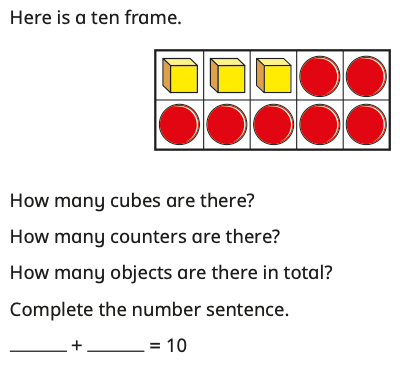 Here is a ten frame.
How many cubes are there?
How many counters are there?
How many objects are there in total?
Complete the number sentence.
______ + ______ = 10